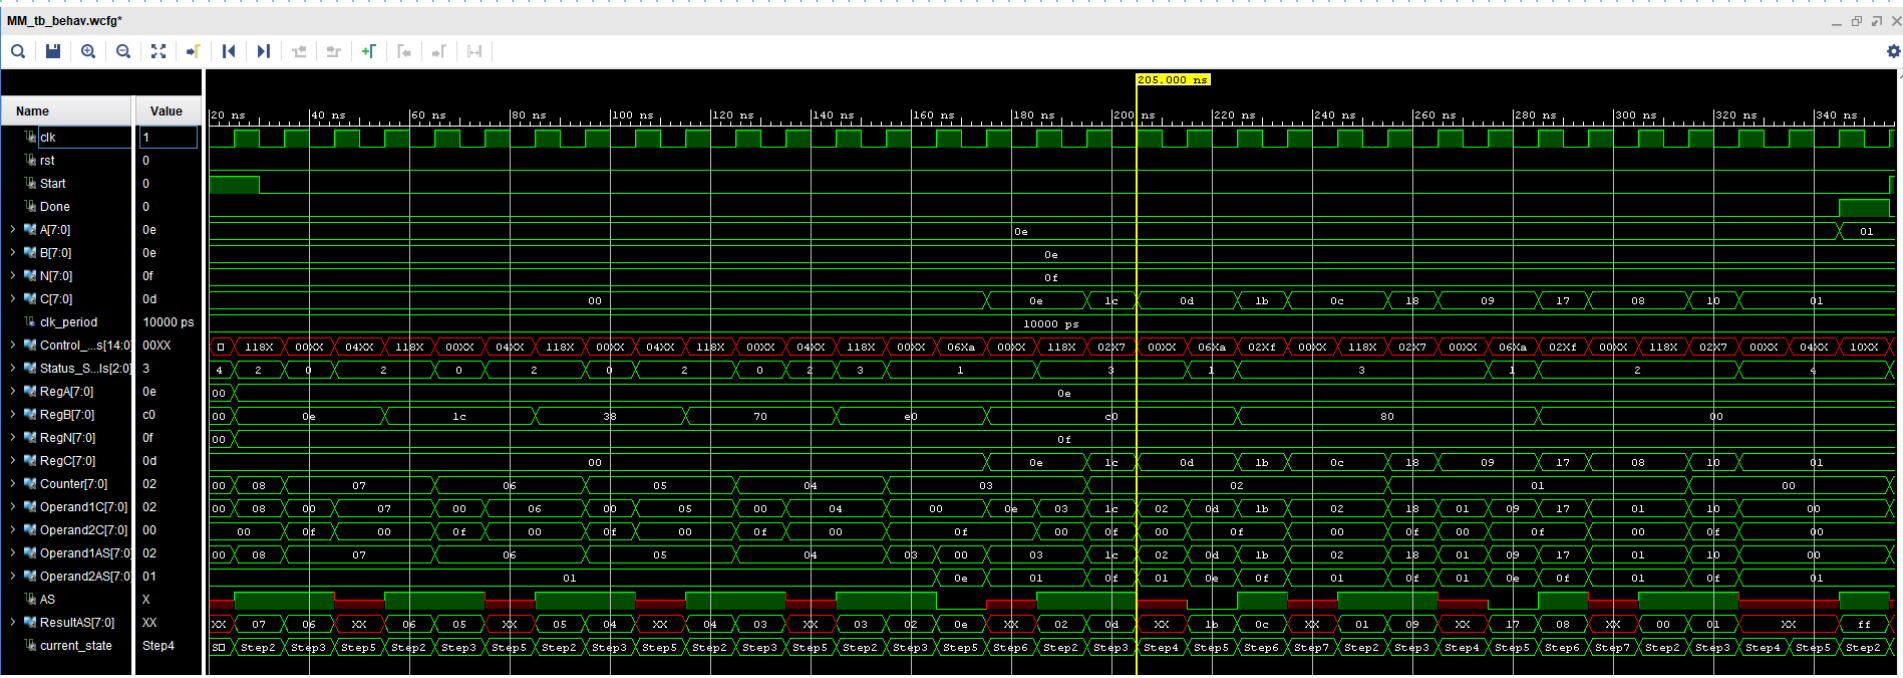 MM_tb_behav.wcfg*
205.000 ns
Name Value
20 ns 40 ns 60 ns 80 ns 100 ns 120 ns 140 ns 160 ns 180 ns 200 ns 220 ns 240 ns 260 ns 280 ns 300 ns 320 ns 340 ns
clk 1
rst 0
Start 0
Done 0
A[7:0] 0e 0e 01
B[7:0] 0e 0e
N[7:0] 0f 0f
C[7:0] 0d 00 0e 1c 0d 1b 0c 18 09 17 08 10 01
clk_period 10000 ps 10000 ps
Control_...s[14:0] 00XX 118X 00XX 04XX 118X 00XX 04XX 118X 00XX 04XX 118X 00XX 04XX 118X 00XX 06Xa 00XX 118X 02X7 00XX 06Xa 02Xf 00XX 118X 02X7 00XX 06Xa 02Xf 00XX 118X 02X7 00XX 04XX 10XX
Status_S...ls[2:0] 3 4 2 0 2 0 2 0 2 0 2 3 1 3 1 3 1 2 4
RegA[7:0] 0e 00 0e
RegB[7:0] c0 00 0e 1c 38 70 e0 c0 80 00
RegN[7:0] 0f 00 0f
RegC[7:0] 0d 00 0e 1c 0d 1b 0c 18 09 17 08 10 01
Counter[7:0] 02 00 08 07 06 05 04 03 02 01 00
Operand1C[7:0] 02 00 08 00 07 00 06 00 05 00 04 00 0e 03 1c 02 0d 1b 02 18 01 09 17 01 10 00
Operand2C[7:0] 00 00 0f 00 0f 00 0f 00 0f 00 0f 00 0f 00 0f 00 0f 00 0f 00 0f 00
Operand1AS[7:0 02 00 08 07 06 05 04 03 00 03 1c 02 0d 1b 02 18 01 09 17 01 10 00
Operand2AS[7:0 01 01 0e 01 0f 01 0e 0f 01 0f 01 0e 0f 01 0f 01
AS X
ResultAS[7:0] XX XX 07 06 XX 06 05 XX 05 04 XX 04 03 XX 03 02 0e XX 02 0d XX 1b 0c XX 01 09 XX 17 08 XX 00 01 XX ff
current_state Step4 Step2 Step3 Step5 Step2 Step3 Step5 Step2 Step3 Step5 Step2 Step3 Step5 Step2 Step3 Step5 Step6 Step2 Step3 Step4 Step5 Step6 Step7 Step2 Step3 Step4 Step5 Step6 Step7 Step2 Step3 Step4 Step5 Step2